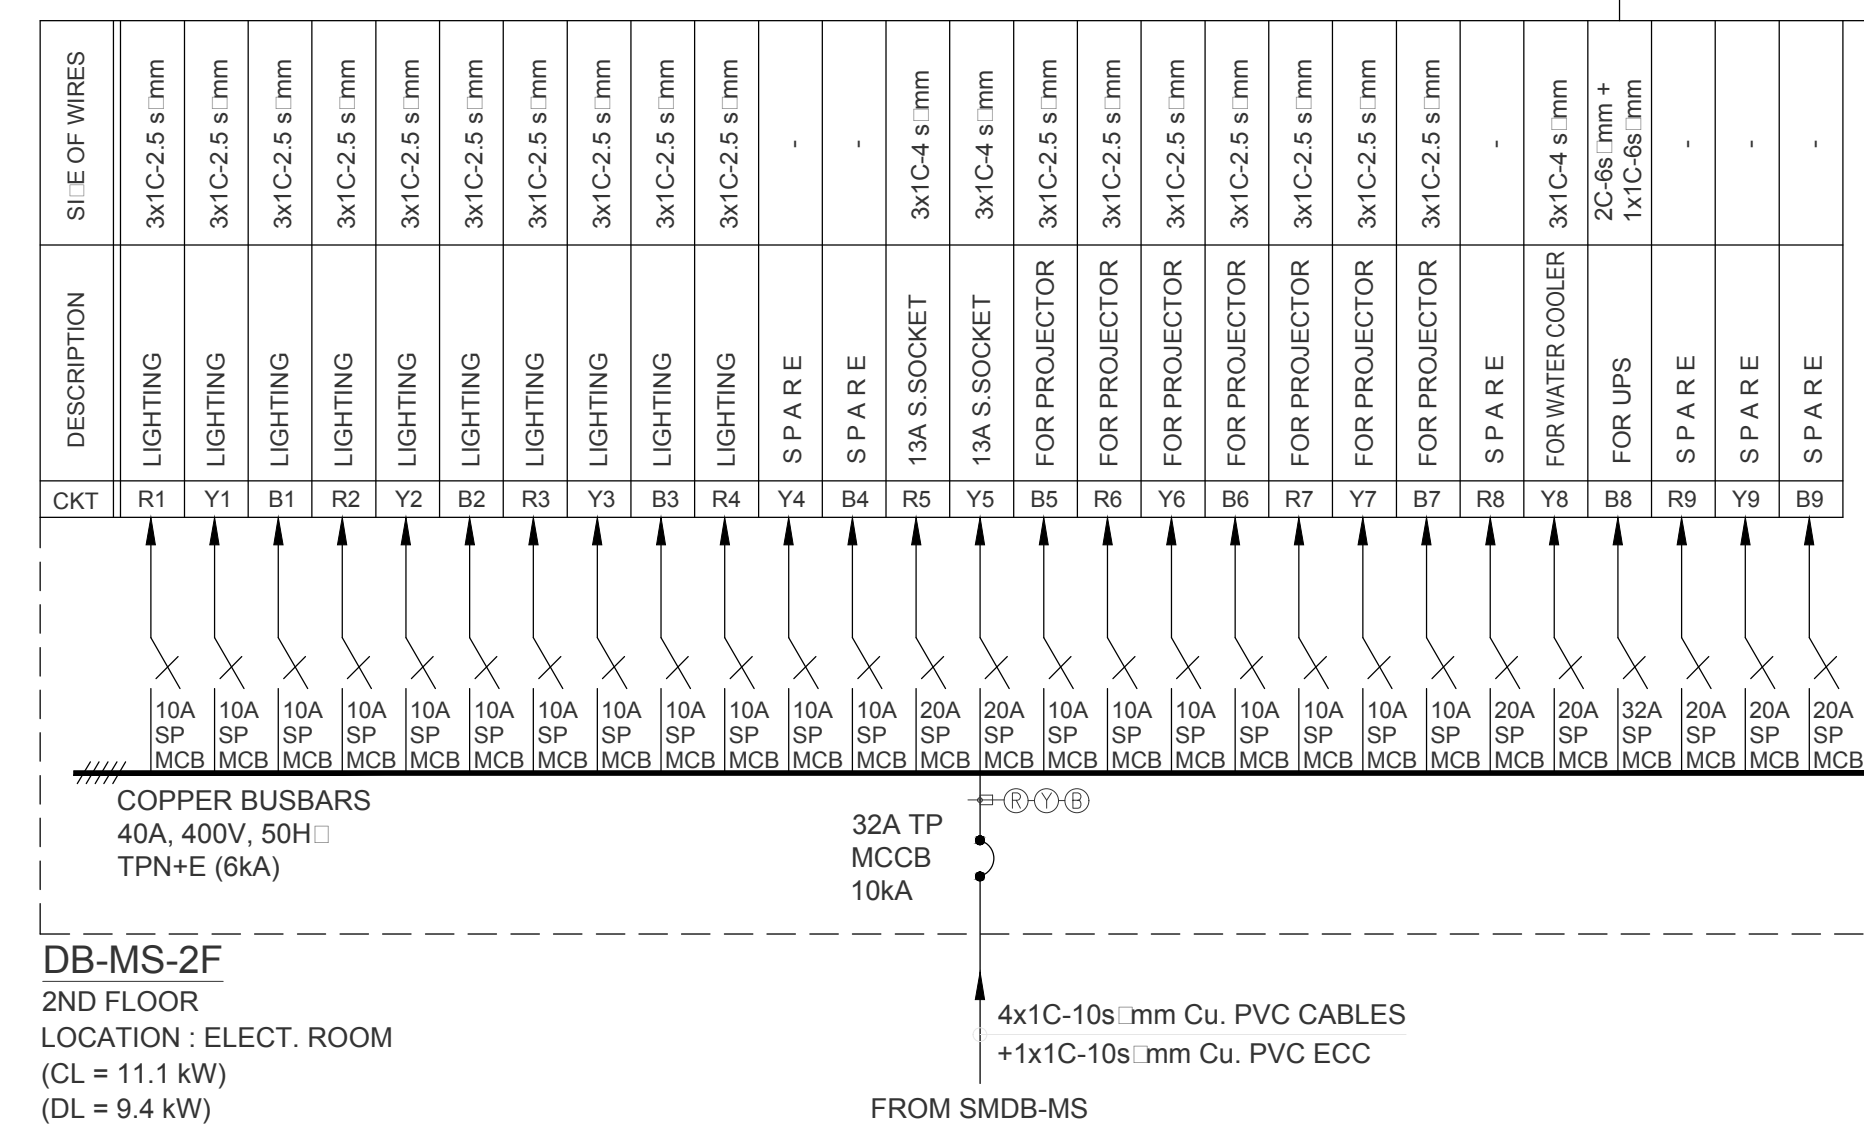 SI□E OF WIRES
3x1C-2.5 s□mm
3x1C-2.5 s□mm
3x1C-2.5 s□mm
3x1C-2.5 s□mm
3x1C-2.5 s□mm
3x1C-2.5 s□mm
3x1C-2.5 s□mm
3x1C-2.5 s□mm
3x1C-2.5 s□mm
3x1C-2.5 s□mm
-
-
3x1C-4 s□mm
3x1C-4 s□mm
3x1C-2.5 s□mm
3x1C-2.5 s□mm
3x1C-2.5 s□mm
3x1C-2.5 s□mm
3x1C-2.5 s□mm
3x1C-2.5 s□mm
3x1C-2.5 s□mm
-
3x1C-4 s□mm
2C-6s□mm +
1x1C-6s□mm
-
-
-
DESCRIPTION
LIGHTING
LIGHTING
LIGHTING
LIGHTING
LIGHTING
LIGHTING
LIGHTING
LIGHTING
LIGHTING
LIGHTING
S P A R E
S P A R E
13A S.SOCKET
13A S.SOCKET
FOR PROJECTOR
FOR PROJECTOR
FOR PROJECTOR
FOR PROJECTOR
FOR PROJECTOR
FOR PROJECTOR
FOR PROJECTOR
S P A R E
FOR WATER COOLER
FOR UPS
S P A R E
S P A R E
S P A R E
CKT R1 Y1 B1 R2 Y2 B2 R3 Y3 B3 R4 Y4 B4 R5 Y5 B5 R6 Y6 B6 R7 Y7 B7 R8 Y8 B8 R9 Y9 B9
10A 10A 10A 10A 10A 10A 10A 10A 10A 10A 10A 10A 20A 20A 10A 10A 10A 10A 10A 10A 10A 20A 20A 32A 20A 20A 20A
SP SP SP SP SP SP SP SP SP SP SP SP SP SP SP SP SP SP SP SP SP SP SP SP SP SP SP
MCB MCB MCB MCB MCB MCB MCB MCB MCB MCB MCB MCB MCB MCB MCB MCB MCB MCB MCB MCB MCB MCB MCB MCB MCB MCB MCB
COPPER BUSBARS
40A, 400V, 50H□
TPN+E (6kA)
R Y B
32A TP
MCCB
10kA
DB-MS-2F
2ND FLOOR
LOCATION : ELECT. ROOM
(CL = 11.1 kW)
(DL = 9.4 kW)
4x1C-10s□mm Cu. PVC CABLES
+1x1C-10s□mm Cu. PVC ECC
FROM SMDB-MS